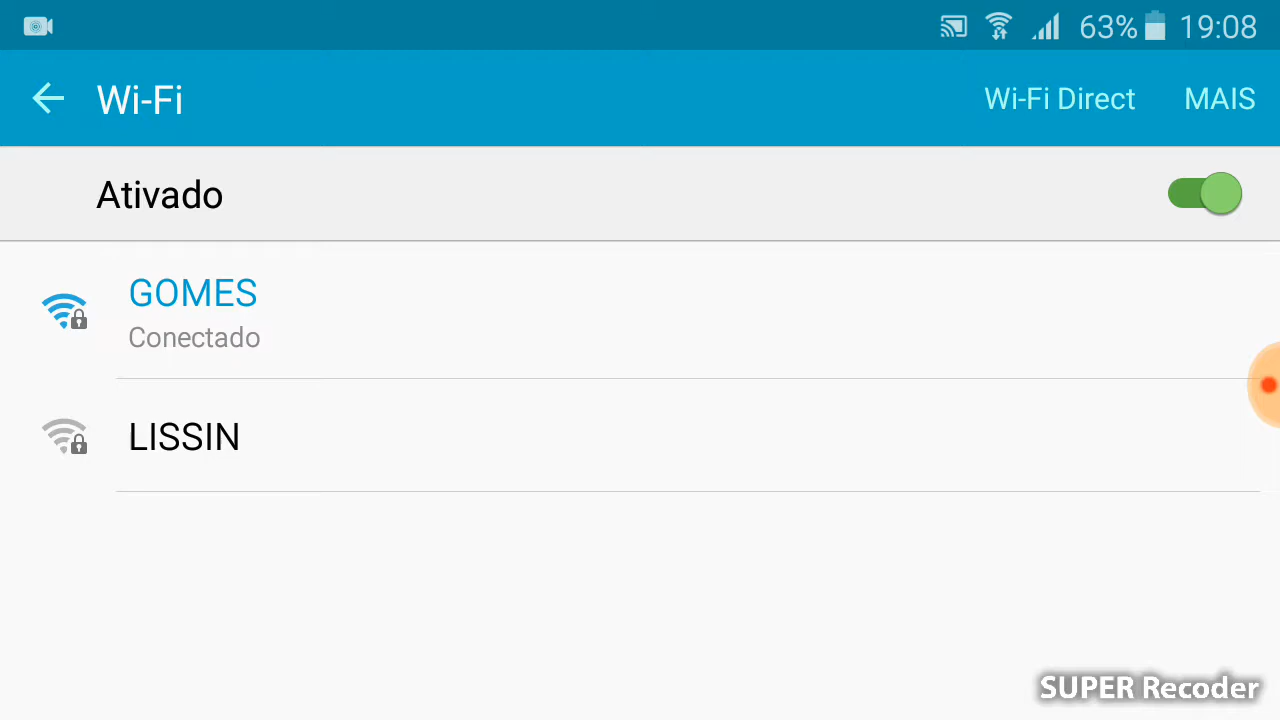 63% 19:08
Wi-Fi Wi-Fi Direct MAIS
Ativado
GOMES
Conectado
LISSIN
SUPER Recoder